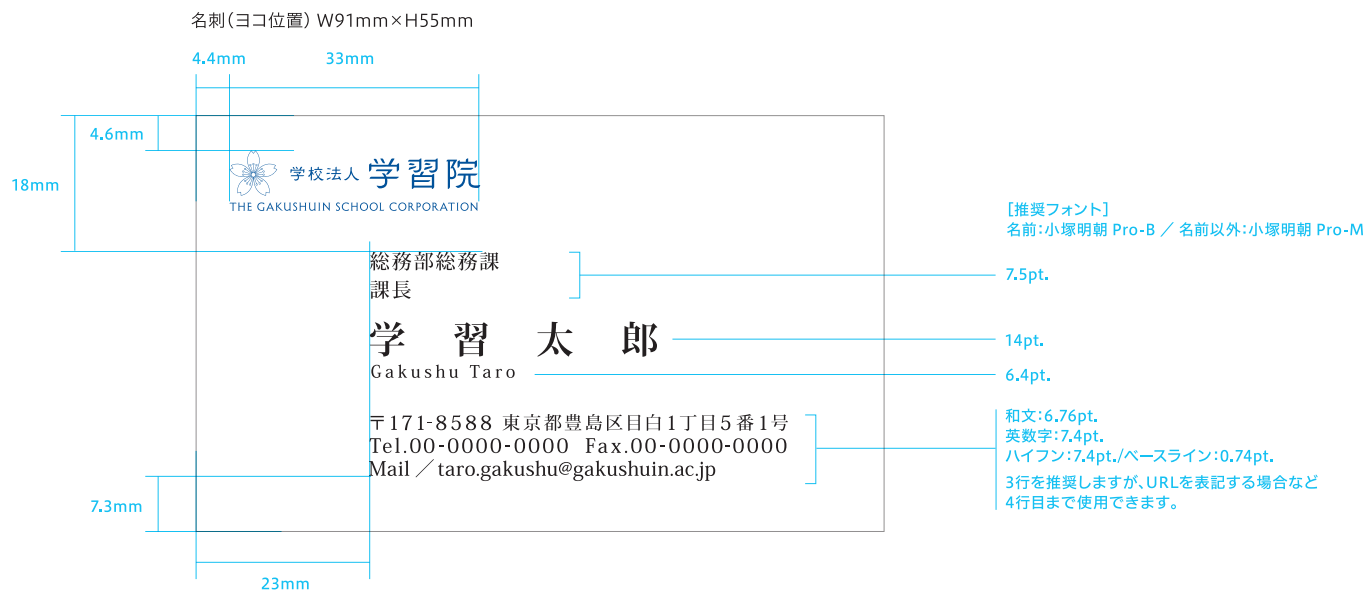 名刺（ヨコ位置） W91mm×H55mm
4.4mm
33mm
4.6mm
18mm
学校法人 学習院
THE GAKUSHUIN SCHOOL CORPORATION
［推奨フォント］
名前：小塚明朝 Pro-B ／ 名前以外：小塚明朝 Pro-M
総務部総務課
課長
7.5pt.
学 習 太 郎
14pt.
Gakushu Taro
6.4pt.
〒171-8588 東京都豊島区目白1丁目5番1号
Tel.00-0000-0000 Fax.00-0000-0000
Mail ／ taro.gakushu@gakushuin.ac.jp
和文：6.76pt.
英数字：7.4pt.
ハイフン：7.4pt./ベースライン：0.74pt.
3行を推奨しますが、URLを表記する場合など
4行目まで使用できます。
7.3mm
23mm